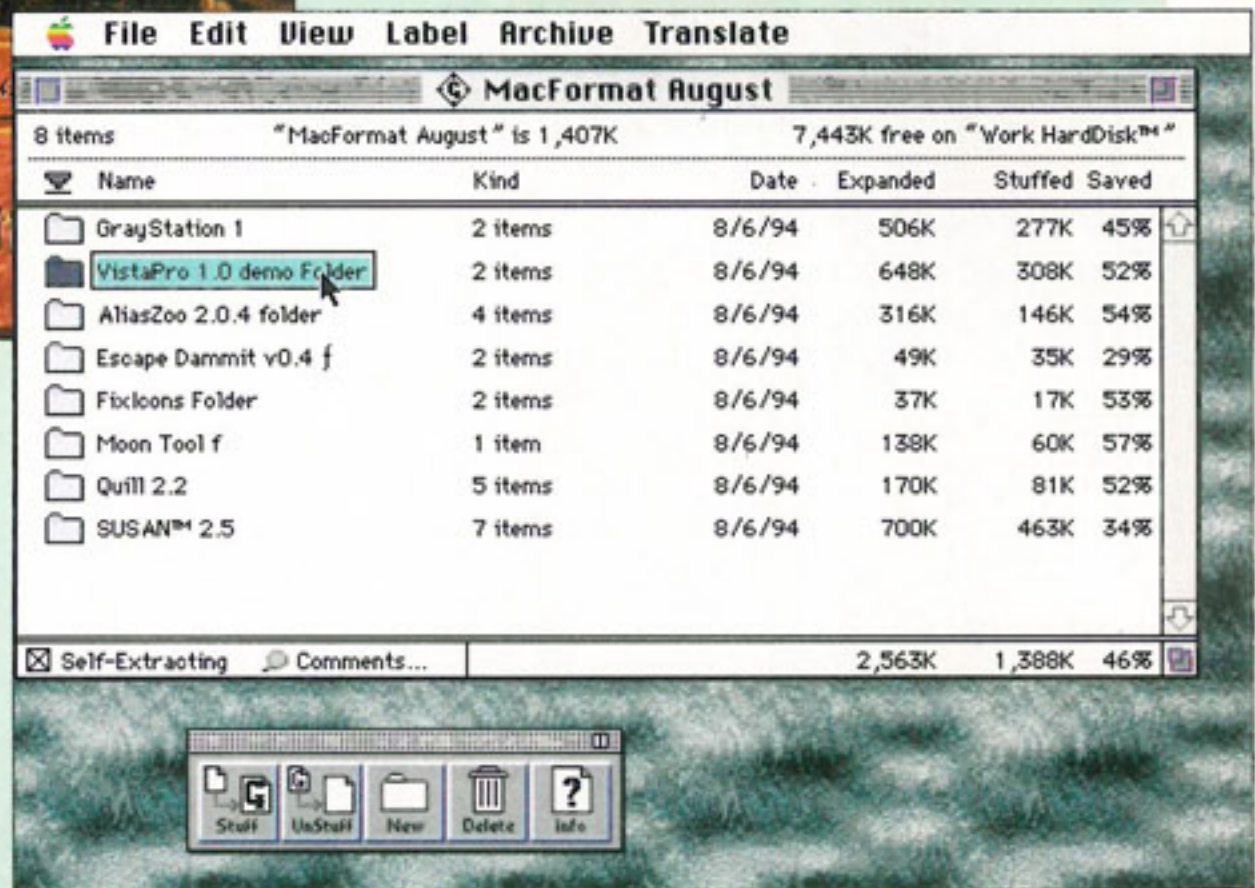 File Edit View Label Archive Translate
MacFormat August
8 items "MacFormat August" is 1,407K 7,443K free on "Work HardDisk™"
Name Kind Date Expanded Stuffed Saved
GrayStation 1 2 items 8/6/94 506K 277K 45%
VistaPro 1.0 demo Folder 2 items 8/6/94 648K 308K 52%
AliasZoo 2.0.4 folder 4 items 8/6/94 316K 146K 54%
Escape Dammit v0.4 ƒ 2 items 8/6/94 49K 35K 29%
FixIcons Folder 2 items 8/6/94 37K 17K 53%
Moon Tool f 1 item 8/6/94 138K 60K 57%
Quill 2.2 5 items 8/6/94 170K 81K 52%
SUSAN™ 2.5 7 items 8/6/94 700K 463K 34%
Self-Extracting Comments... 2,563K 1,388K 46%
Stuff UnStuff New Delete Info